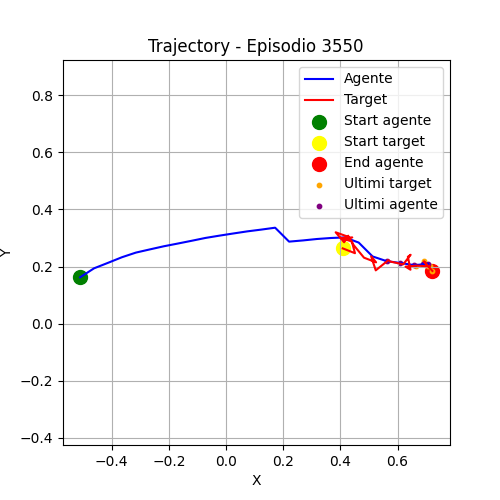 Trajectory - Episodio 3550
Agente
Target
Start agente
Start target
End agente
Ultimi target
Ultimi agente
Y
0.8
0.6
0.4
0.2
0.0
−0.2
−0.4
−0.4
−0.2
0.0
0.2
0.4
0.6
X